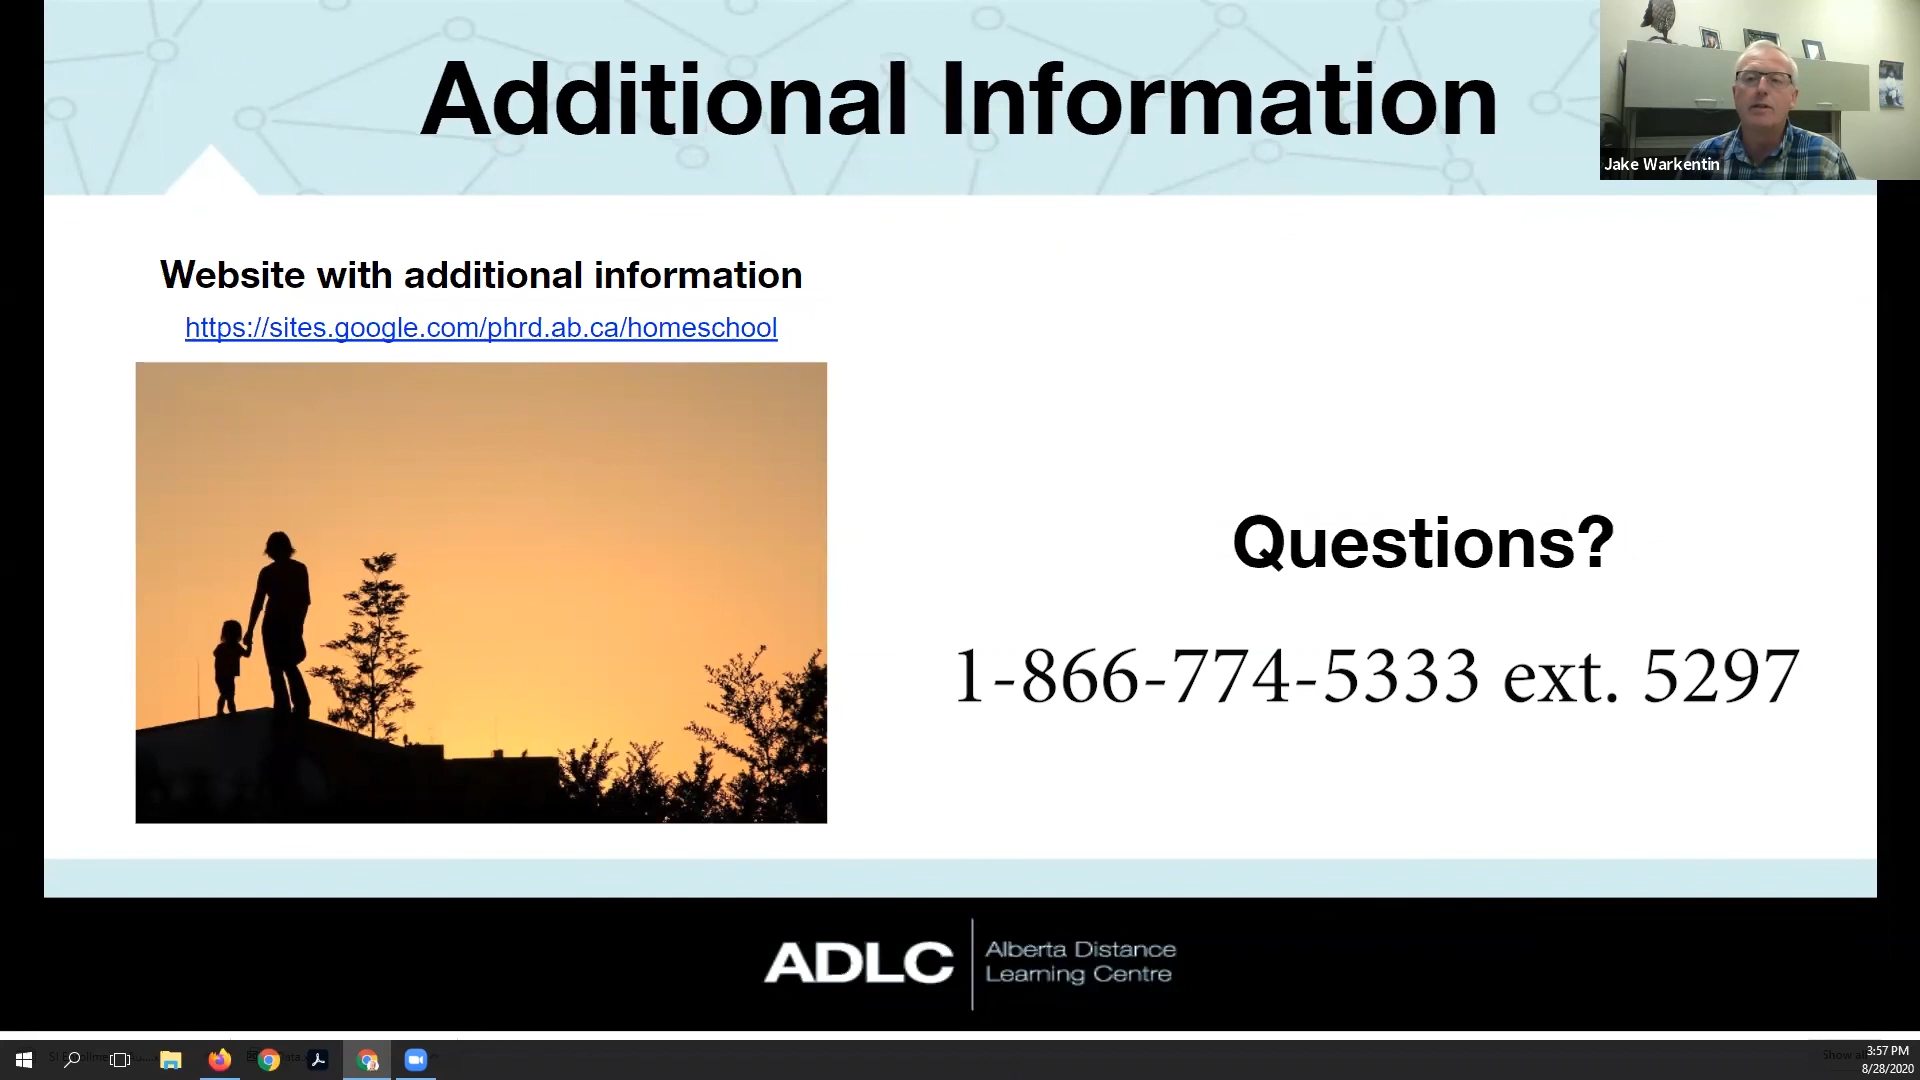 Additional Information
Jake Warkentin
Website with additional information
https://sites.google.com/phrd.ab.ca/homeschool
Questions?
1-866-774-5333 ext. 5297
ADLC
Alberta Distance
Learning Centre
3:57 PM
8/28/2020